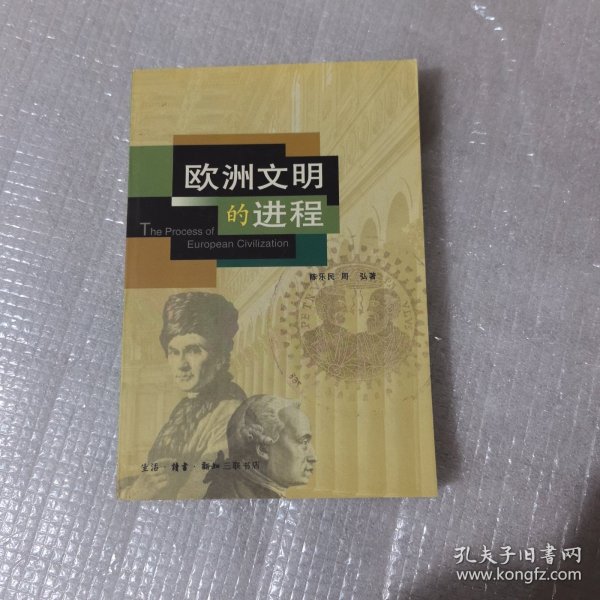 欧洲文明
的进程
The Process of
European Civilization
陈乐民 周 弘著
生活·读书·新知三联书店
孔夫子旧书网
www.kongfz.com